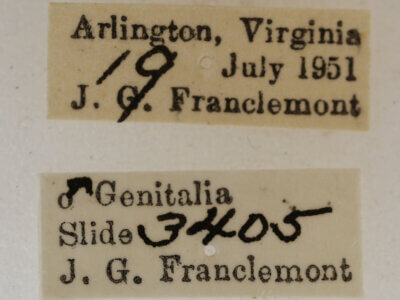 Arlington, Virginia
19 July 1951
J. G. Franclemont
♂ Genitalia
Slide 3405
J. G. Franclemont